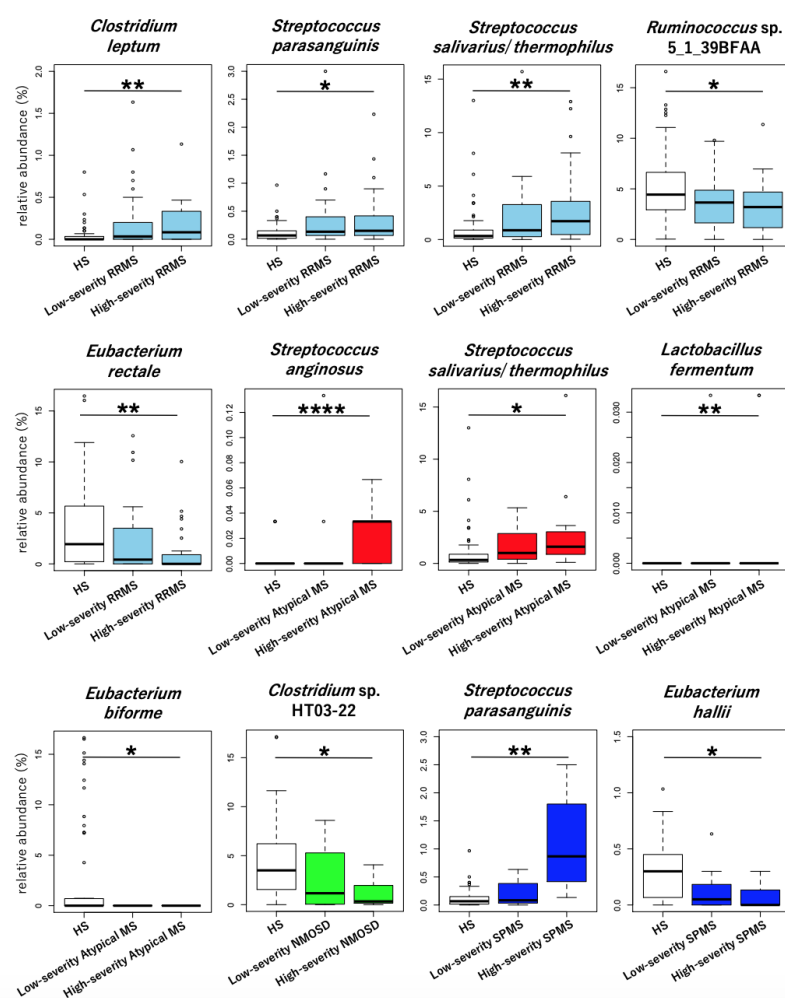 Clostridium
leptum
Streptococcus
parasanguinis
Streptococcus
salivarius/ thermophilus
Ruminococcus sp.
5_1_39BFAA
relative abundance (%)
2.0
1.5
1.0
0.5
0.0
**
HS
Low-severity RRMS
High-severity RRMS
3.0
2.5
2.0
1.5
1.0
0.5
0.0
*
HS
Low-severity RRMS
High-severity RRMS
15
10
5
0
**
HS
Low-severity RRMS
High-severity RRMS
15
10
5
0
*
HS
Low-severity RRMS
High-severity RRMS
Eubacterium
rectale
Streptococcus
anginosus
Streptococcus
salivarius/ thermophilus
Lactobacillus
fermentum
relative abundance (%)
15
10
5
0
**
HS
Low-severity RRMS
High-severity RRMS
0.12
0.10
0.08
0.06
0.04
0.02
0.00
****
HS
Low-severity Atypical MS
High-severity Atypical MS
15
10
5
0
*
HS
Low-severity Atypical MS
High-severity Atypical MS
0.030
0.020
0.010
0.000
**
HS
Low-severity Atypical MS
High-severity Atypical MS
Eubacterium
biforme
Clostridium sp.
HT03-22
Streptococcus
parasanguinis
Eubacterium
hallii
relative abundance (%)
15
10
5
0
*
HS
Low-severity Atypical MS
High-severity Atypical MS
15
10
5
0
*
HS
Low-severity NMOSD
High-severity NMOSD
3.0
2.5
2.0
1.5
1.0
0.5
0.0
**
HS
Low-severity SPMS
High-severity SPMS
1.5
1.0
0.5
0.0
*
HS
Low-severity SPMS
High-severity SPMS